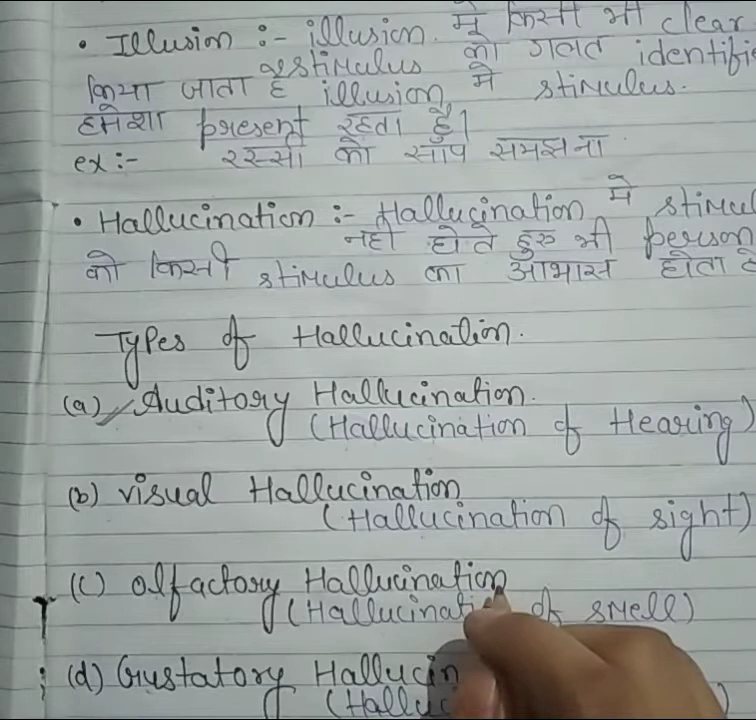 • Illusion :- illusion में किसी भी clear
stimulus का गलत identifi
किया जाता है illusion में stimulus.
हमेशा present रहता है।
ex :- रस्सी को सांप समझना
• Hallucination :- Hallucination में stimul
नही होते हुए भी person
को किसी stimulus का आभास होता है
Types of Hallucination.
(a) Auditory Hallucination.
(Hallucination of Hearing)
(b) visual Hallucination
(Hallucination of sight)
(c) olfactory Hallucination
(Hallucinati of smell)
(d) Gustatory Hallucin
(Halluc